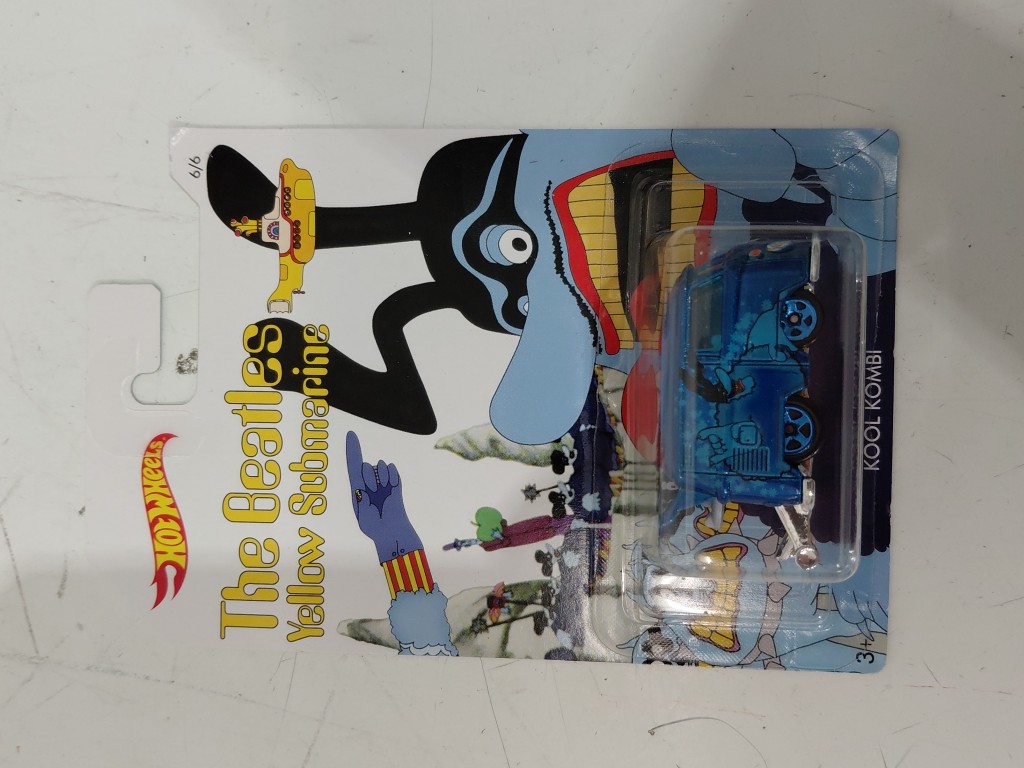 6/6
HOT WHEELS
The Beatles
Yellow Submarine
KOOL KOMBI
3+